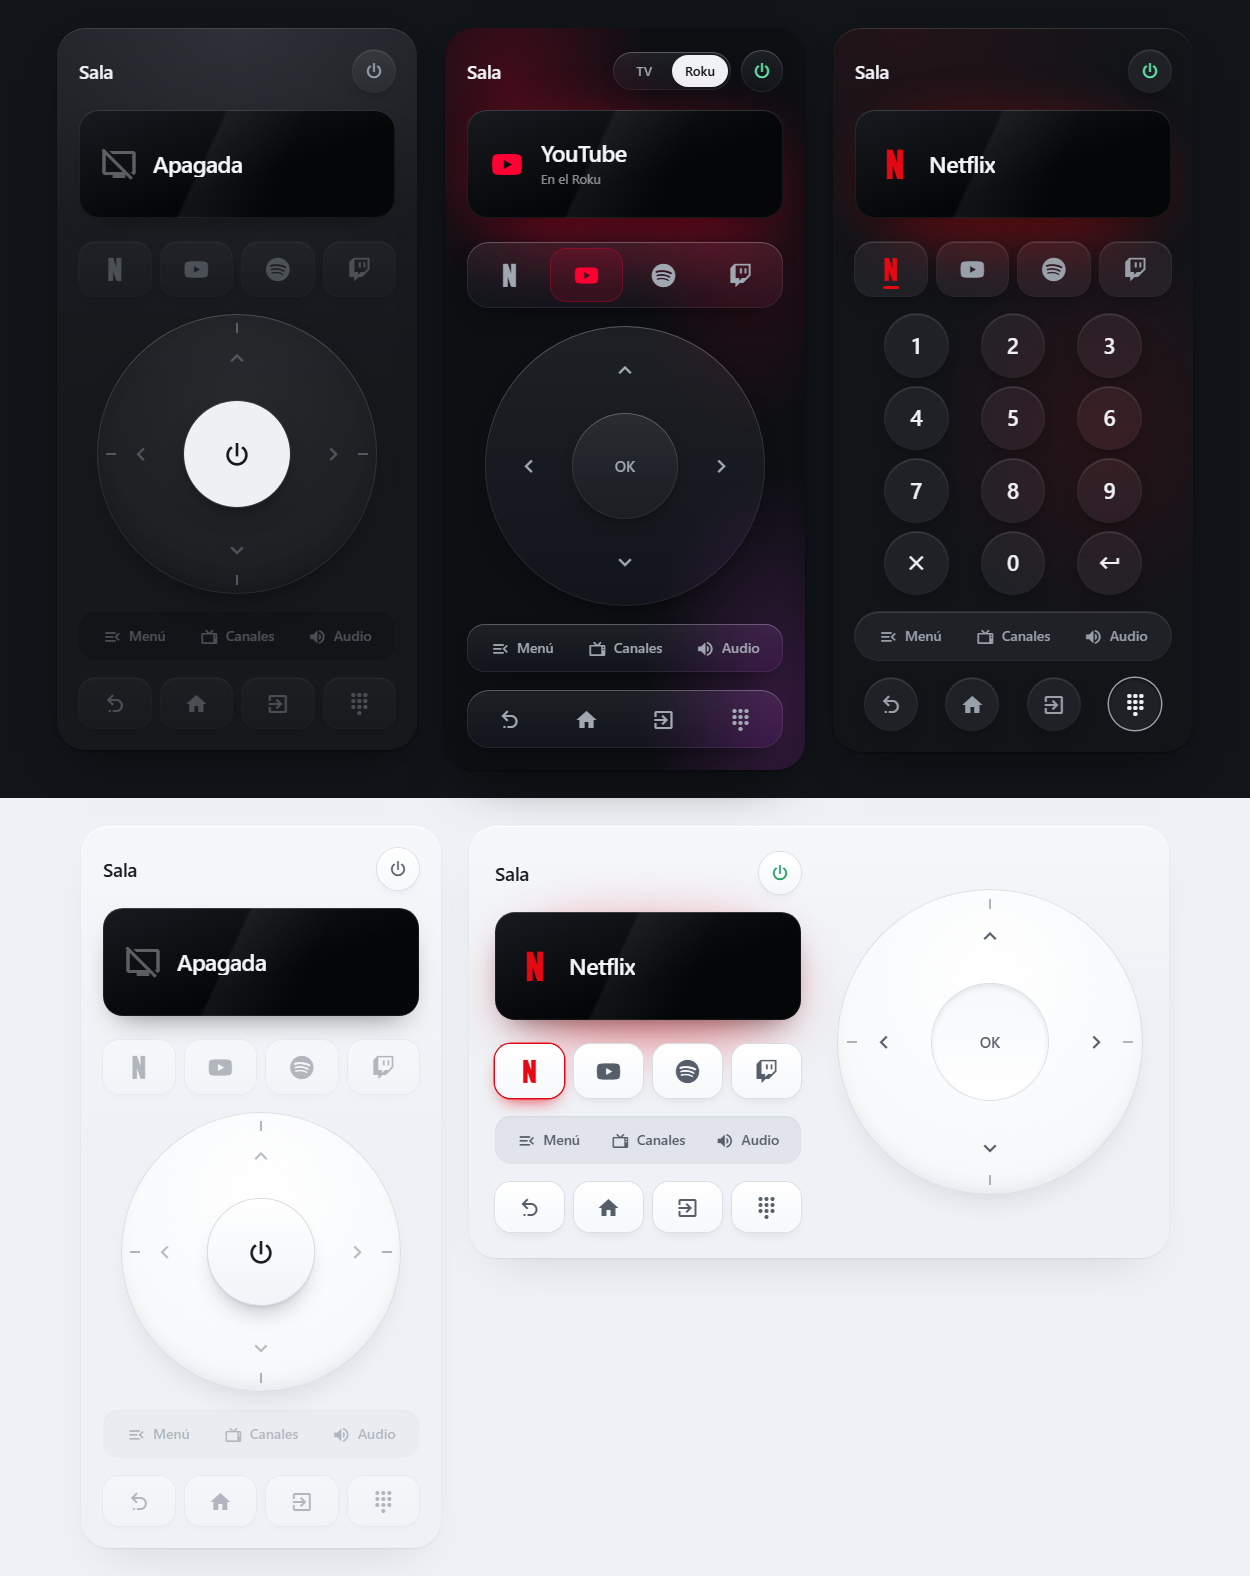 Sala
Apagada
Menú Canales Audio
Sala TV Roku
YouTube
En el Roku
OK
Menú Canales Audio
Sala
Netflix
1 2 3
4 5 6
7 8 9
0
Menú Canales Audio
Sala
Apagada
Menú Canales Audio
Sala
Netflix
Menú Canales Audio
OK